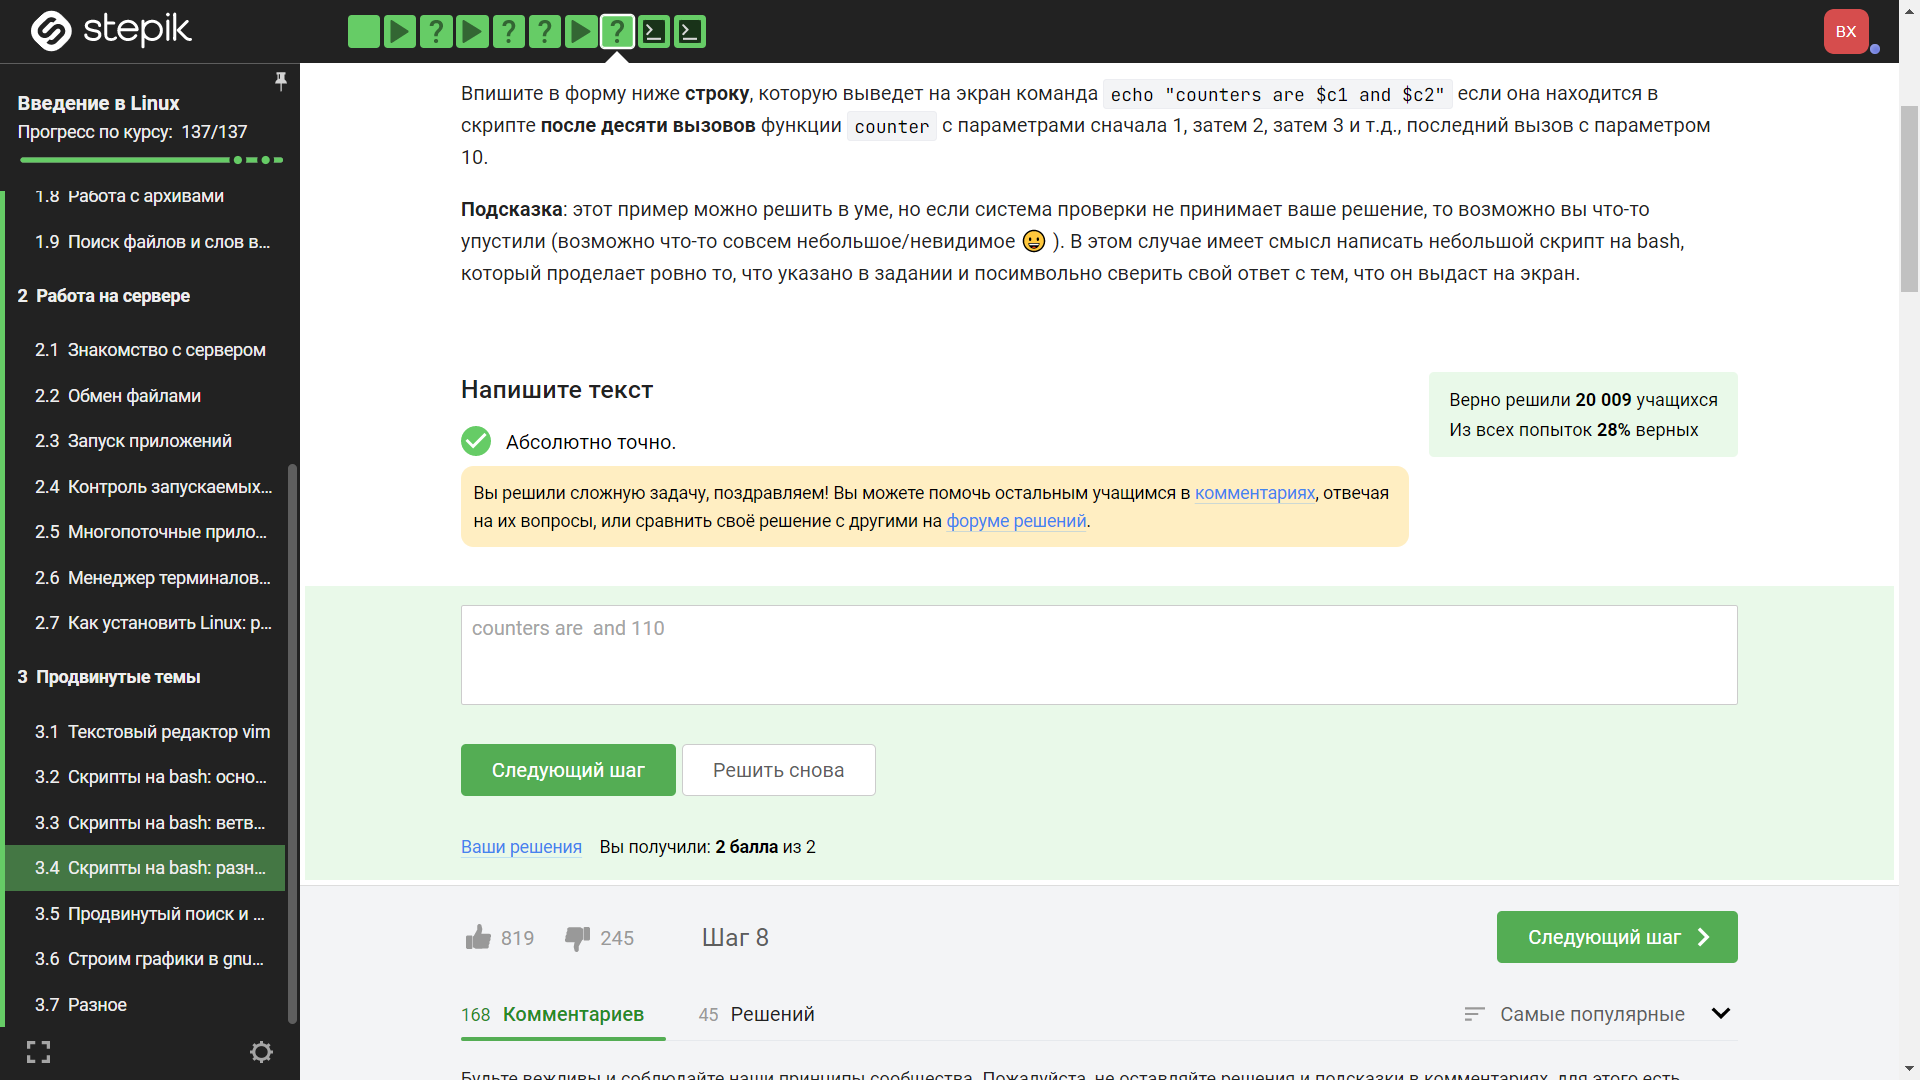 stepik
ВХ
Введение в Linux
Прогресс по курсу: 137/137
1.8 Работа с архивами
1.9 Поиск файлов и слов в...
2 Работа на сервере
2.1 Знакомство с сервером
2.2 Обмен файлами
2.3 Запуск приложений
2.4 Контроль запускаемых...
2.5 Многопоточные прило...
2.6 Менеджер терминалов...
2.7 Как установить Linux: р...
3 Продвинутые темы
3.1 Текстовый редактор vim
3.2 Скрипты на bash: осно...
3.3 Скрипты на bash: ветв...
3.4 Скрипты на bash: разн...
3.5 Продвинутый поиск и ...
3.6 Строим графики в gnu...
3.7 Разное
Впишите в форму ниже строку, которую выведет на экран команда echo "counters are $c1 and $c2" если она находится в
скрипте после десяти вызовов функции counter с параметрами сначала 1, затем 2, затем 3 и т.д., последний вызов с параметром
10.
Подсказка: этот пример можно решить в уме, но если система проверки не принимает ваше решение, то возможно вы что-то
упустили (возможно что-то совсем небольшое/невидимое 😀 ). В этом случае имеет смысл написать небольшой скрипт на bash,
который проделает ровно то, что указано в задании и посимвольно сверить свой ответ с тем, что он выдаст на экран.
Напишите текст
Верно решили 20 009 учащихся
Из всех попыток 28% верных
Абсолютно точно.
Вы решили сложную задачу, поздравляем! Вы можете помочь остальным учащимся в комментариях, отвечая
на их вопросы, или сравнить своё решение с другими на форуме решений.
counters are  and 110
Следующий шаг Решить снова
Ваши решения Вы получили: 2 балла из 2
819 245 Шаг 8 Следующий шаг
168 Комментариев 45 Решений Самые популярные
Будьте вежливы и соблюдайте наши принципы сообщества. Пожалуйста, не оставляйте решения и подсказки в комментариях, для этого есть